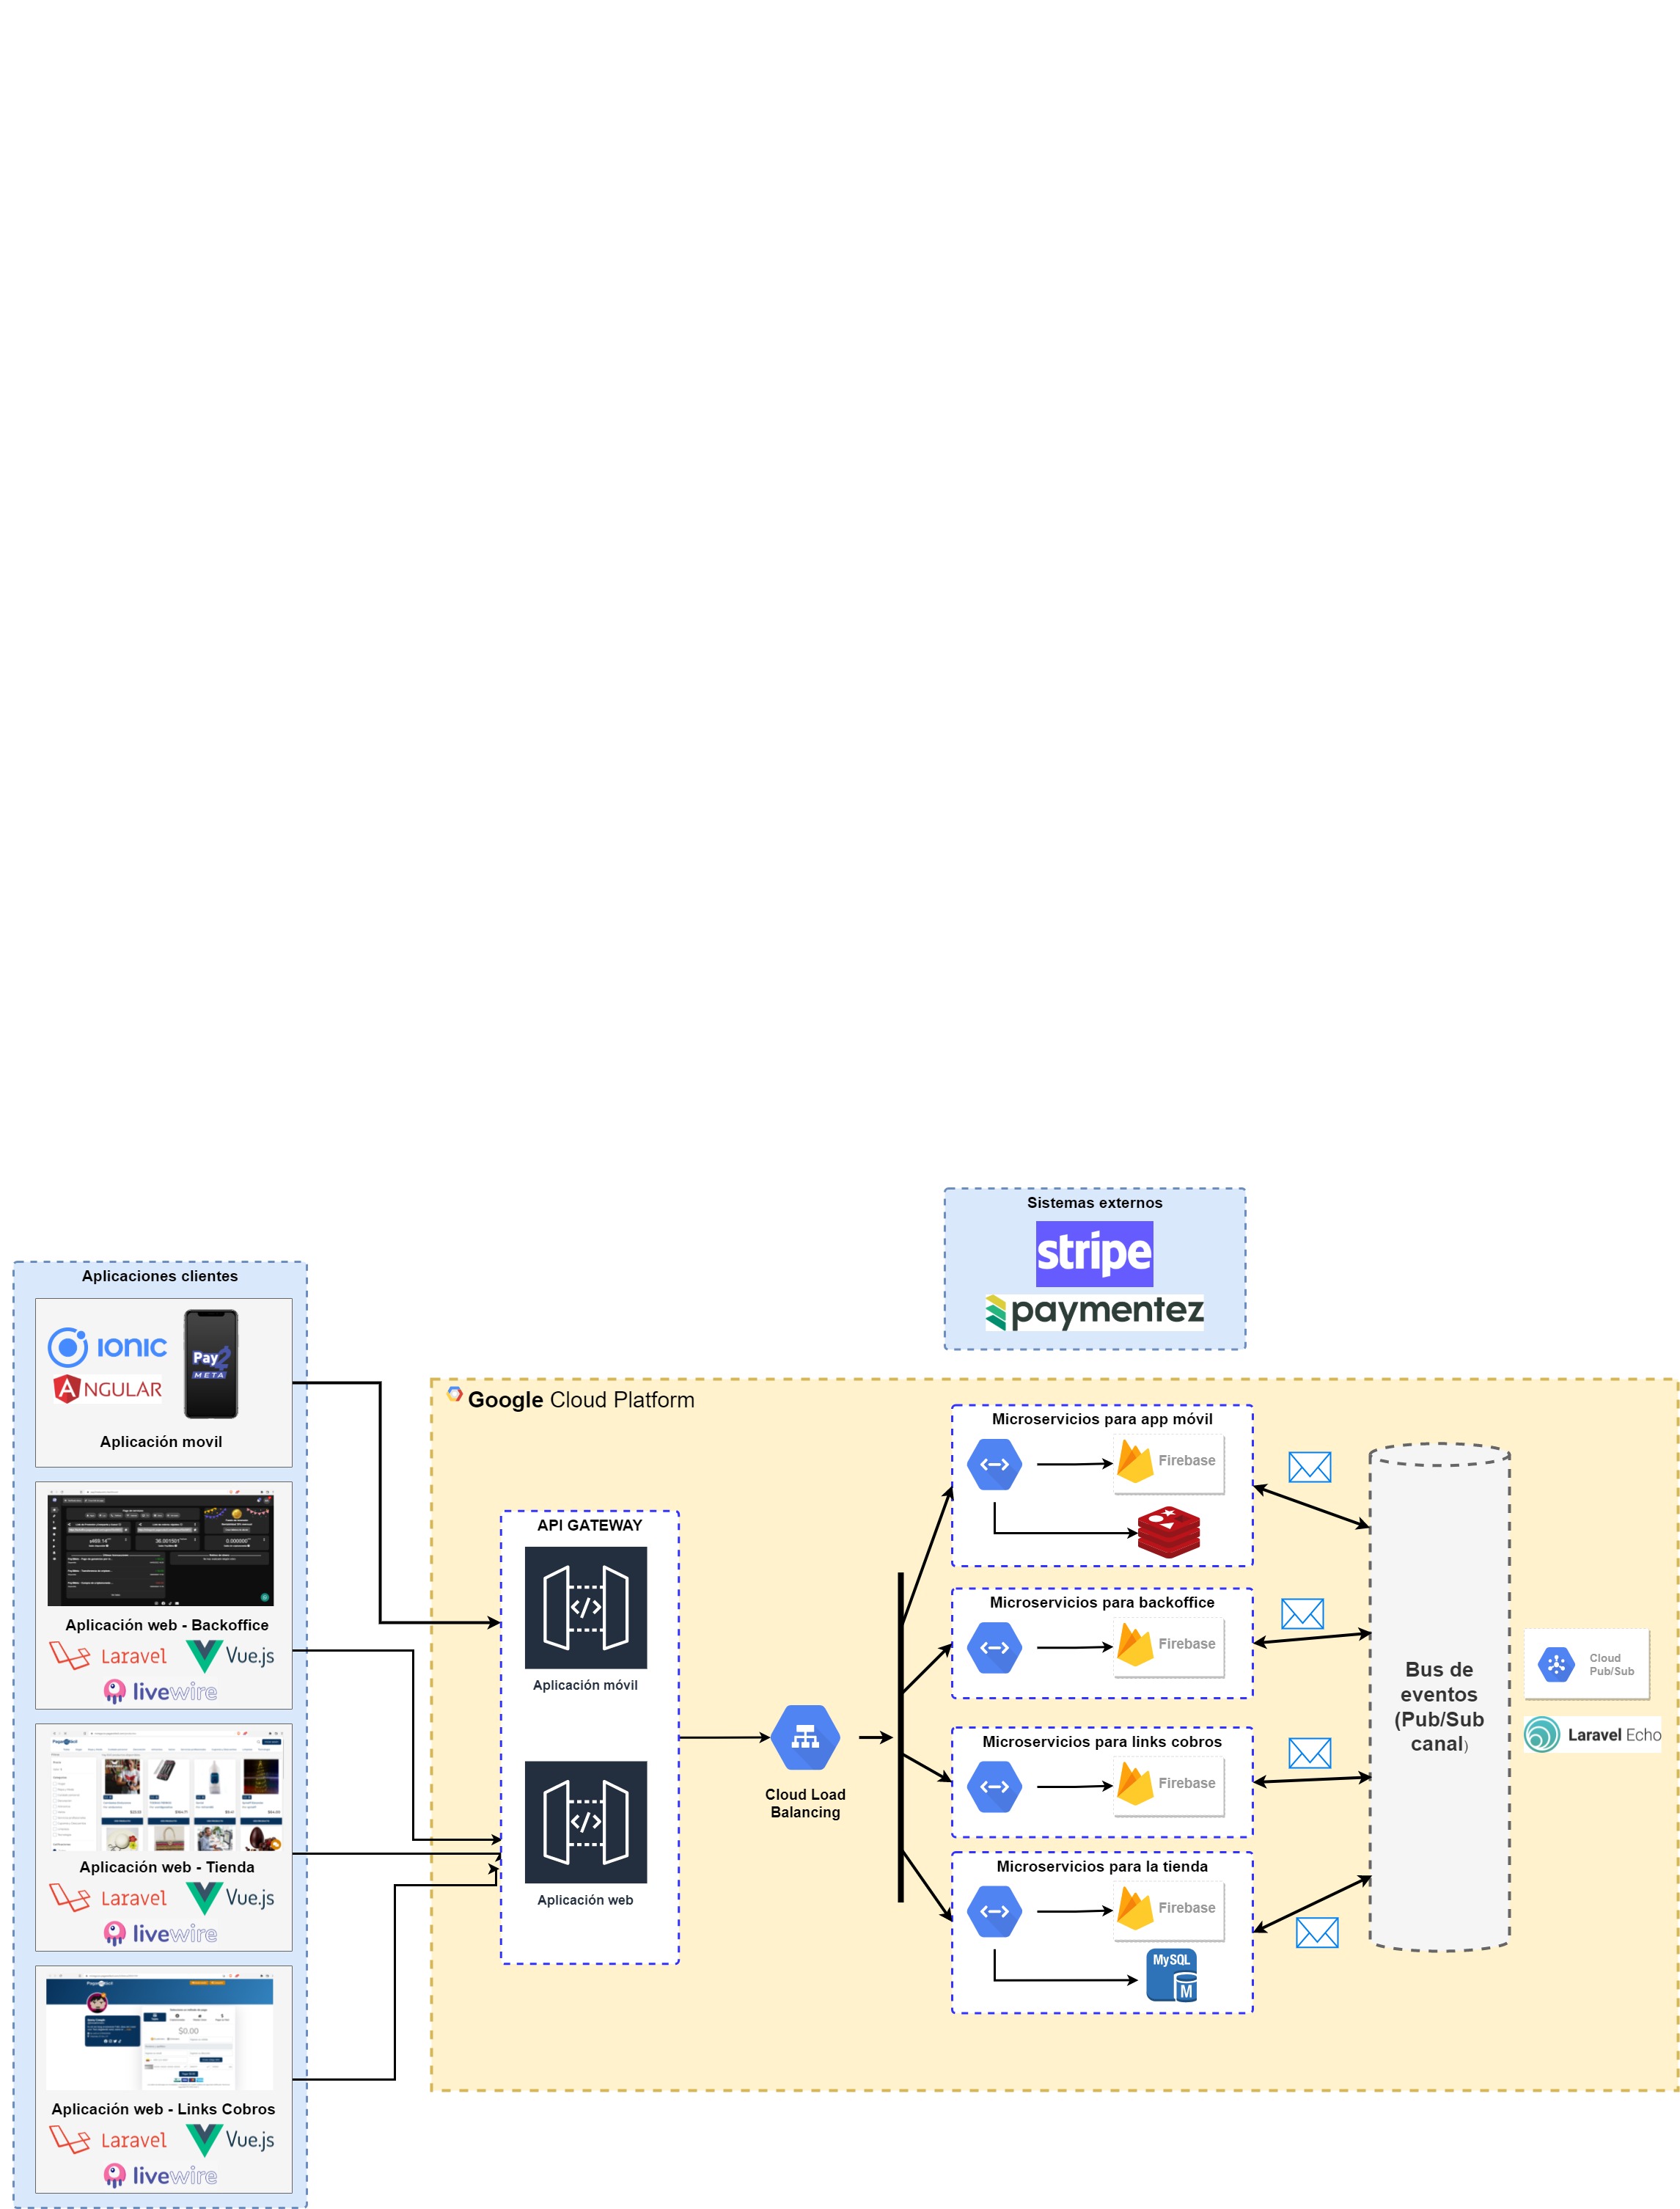 Sistemas externos
stripe
paymentez
Aplicaciones clientes
IONIC
ANGULAR
Pay2
META
Aplicación movil
Aplicación web - Backoffice
Laravel
Vue.js
livewire
Aplicación web - Tienda
Laravel
Vue.js
livewire
$0.00
Aplicación web - Links Cobros
Laravel
Vue.js
livewire
Google Cloud Platform
API GATEWAY
Aplicación móvil
Aplicación web
Cloud Load
Balancing
Microservicios para app móvil
Firebase
Microservicios para backoffice
Firebase
Microservicios para links cobros
Firebase
Microservicios para la tienda
Firebase
MySQL
M
Bus de
eventos
(Pub/Sub
canal)
Cloud
Pub/Sub
Laravel Echo